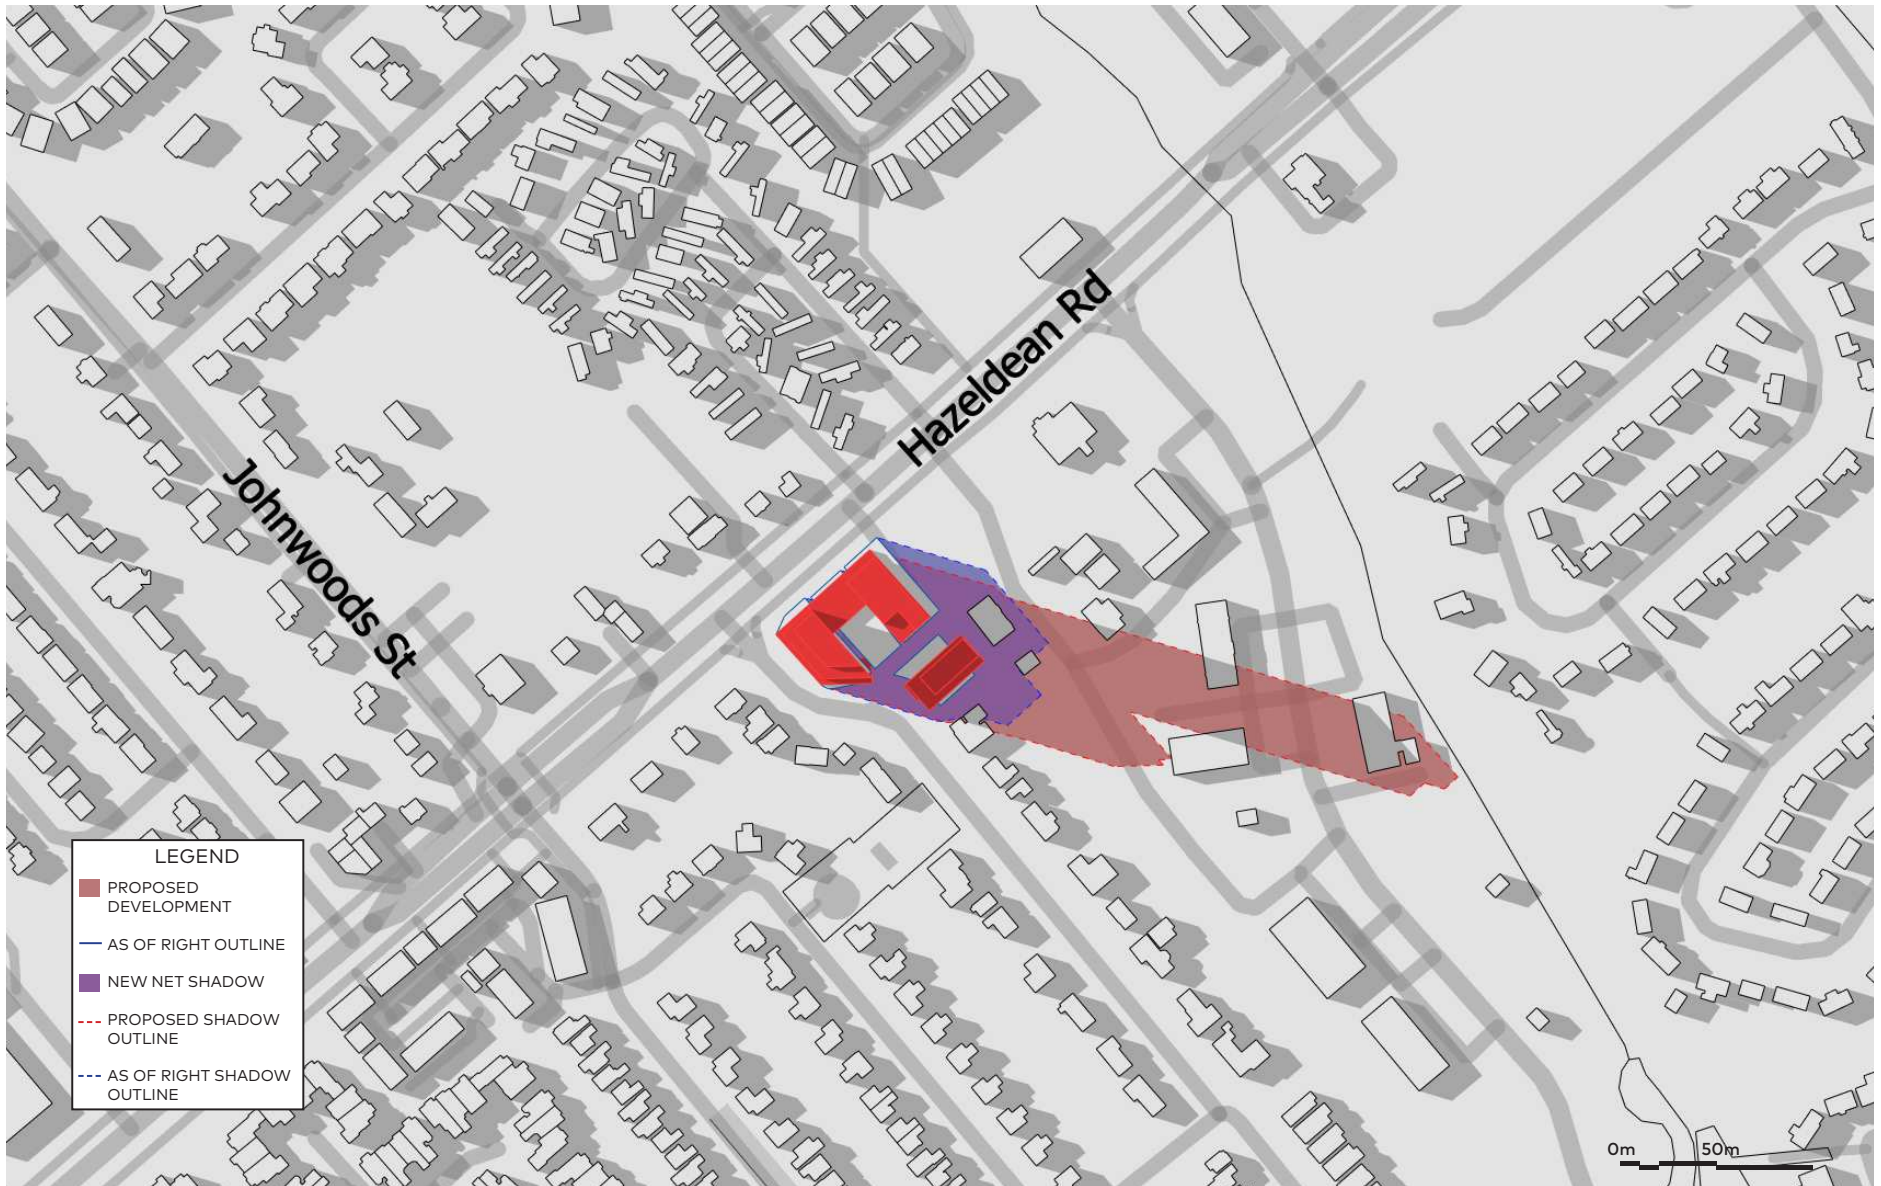 Hazeldean Rd
Johnwoods St
LEGEND
PROPOSED
DEVELOPMENT
AS OF RIGHT OUTLINE
NEW NET SHADOW
PROPOSED SHADOW
OUTLINE
AS OF RIGHT SHADOW
OUTLINE
0m 50m